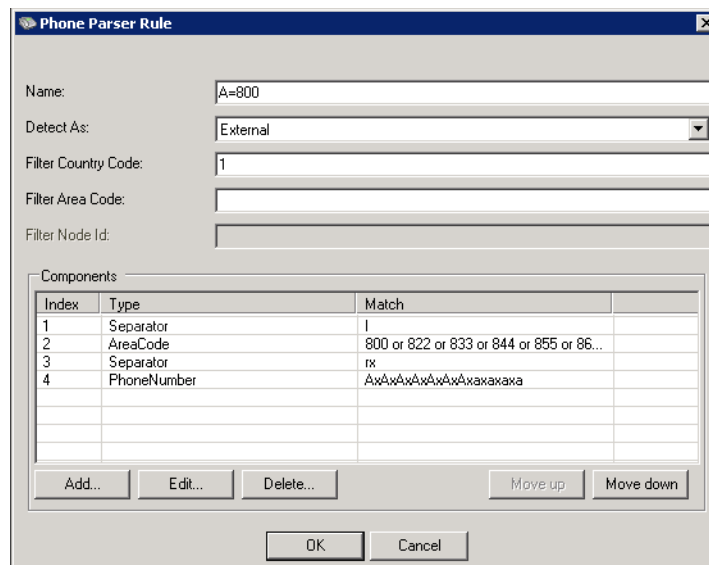 Phone Parser Rule
Name: A=800
Detect As: External
Filter Country Code: 1
Filter Area Code:
Filter Node Id:
Components
Index Type Match
1 Separator l
2 AreaCode 800 or 822 or 833 or 844 or 855 or 86...
3 Separator rx
4 PhoneNumber AxAxAxAxAxAxAxaxaxaxa
Add... Edit... Delete... Move up Move down
OK Cancel